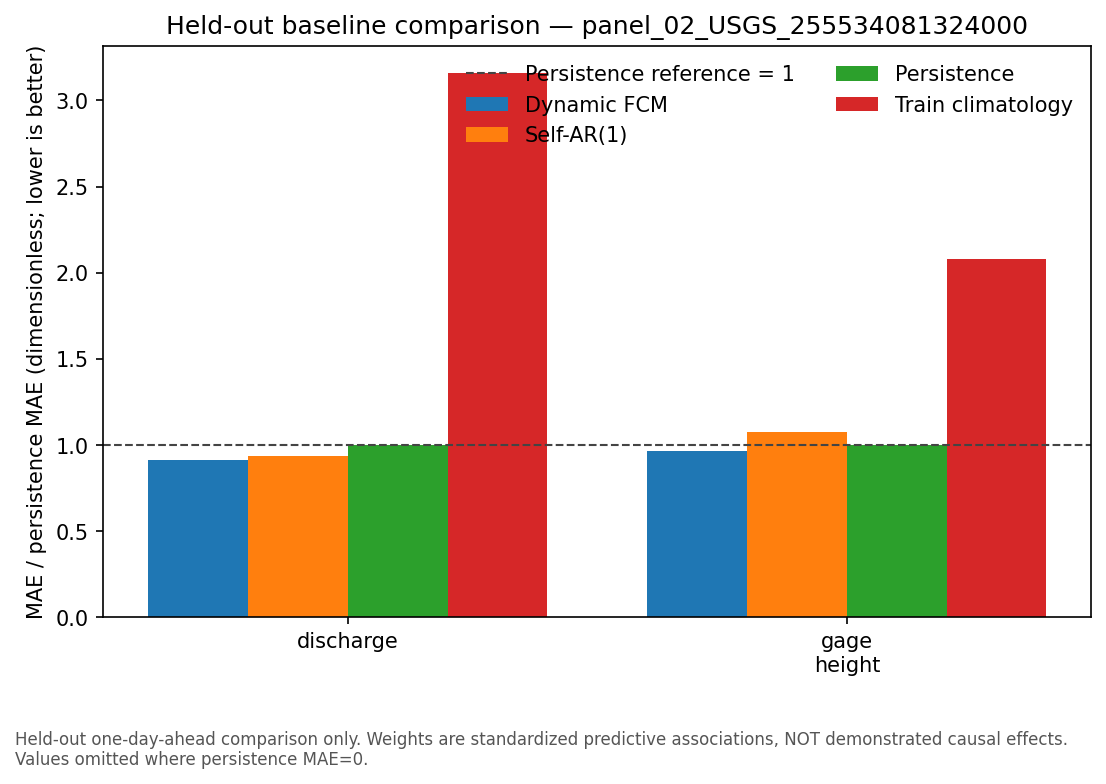 Held-out baseline comparison — panel_02_USGS_255534081324000
MAE / persistence MAE (dimensionless; lower is better)
3.0
2.5
2.0
1.5
1.0
0.5
0.0
Persistence reference = 1
Dynamic FCM
Self-AR(1)
Persistence
Train climatology
discharge
gage
height
Held-out one-day-ahead comparison only. Weights are standardized predictive associations, NOT demonstrated causal effects.
Values omitted where persistence MAE=0.